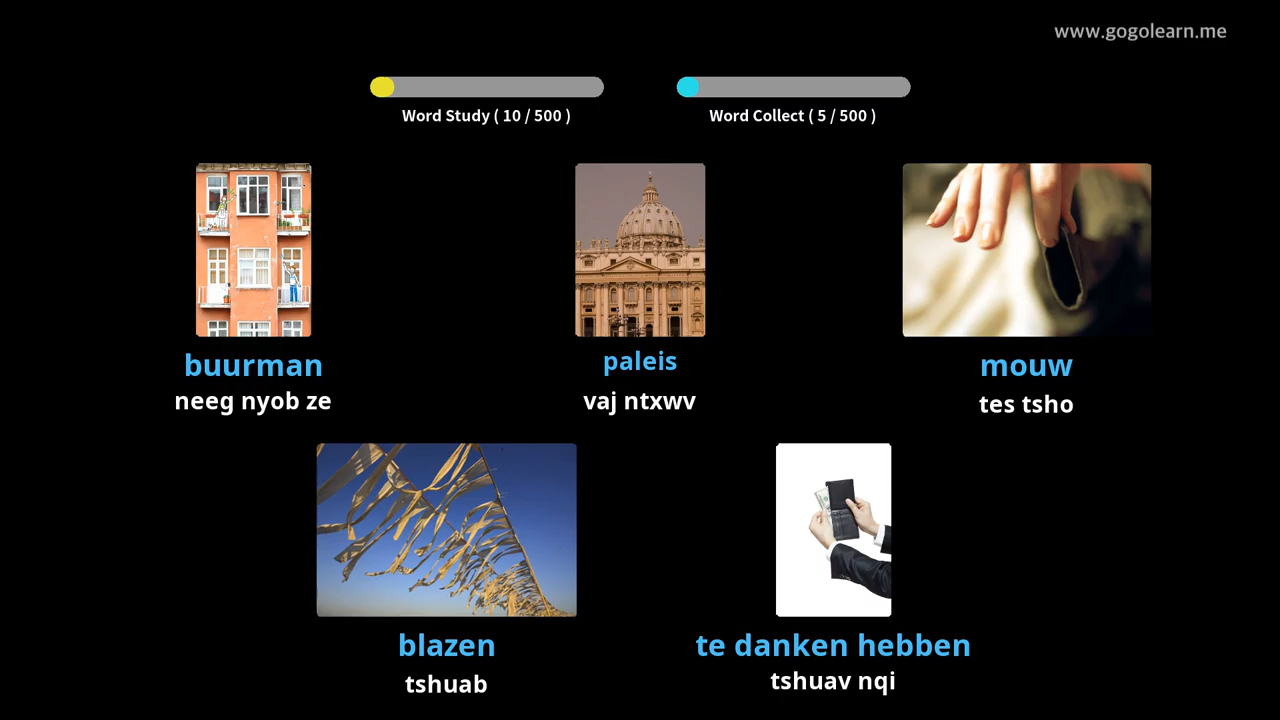 www.gogolearn.me
Word Study ( 10 / 500 )
Word Collect ( 5 / 500 )
buurman
neeg nyob ze
paleis
vaj ntxwv
mouw
tes tsho
blazen
tshuab
te danken hebben
tshuav nqi